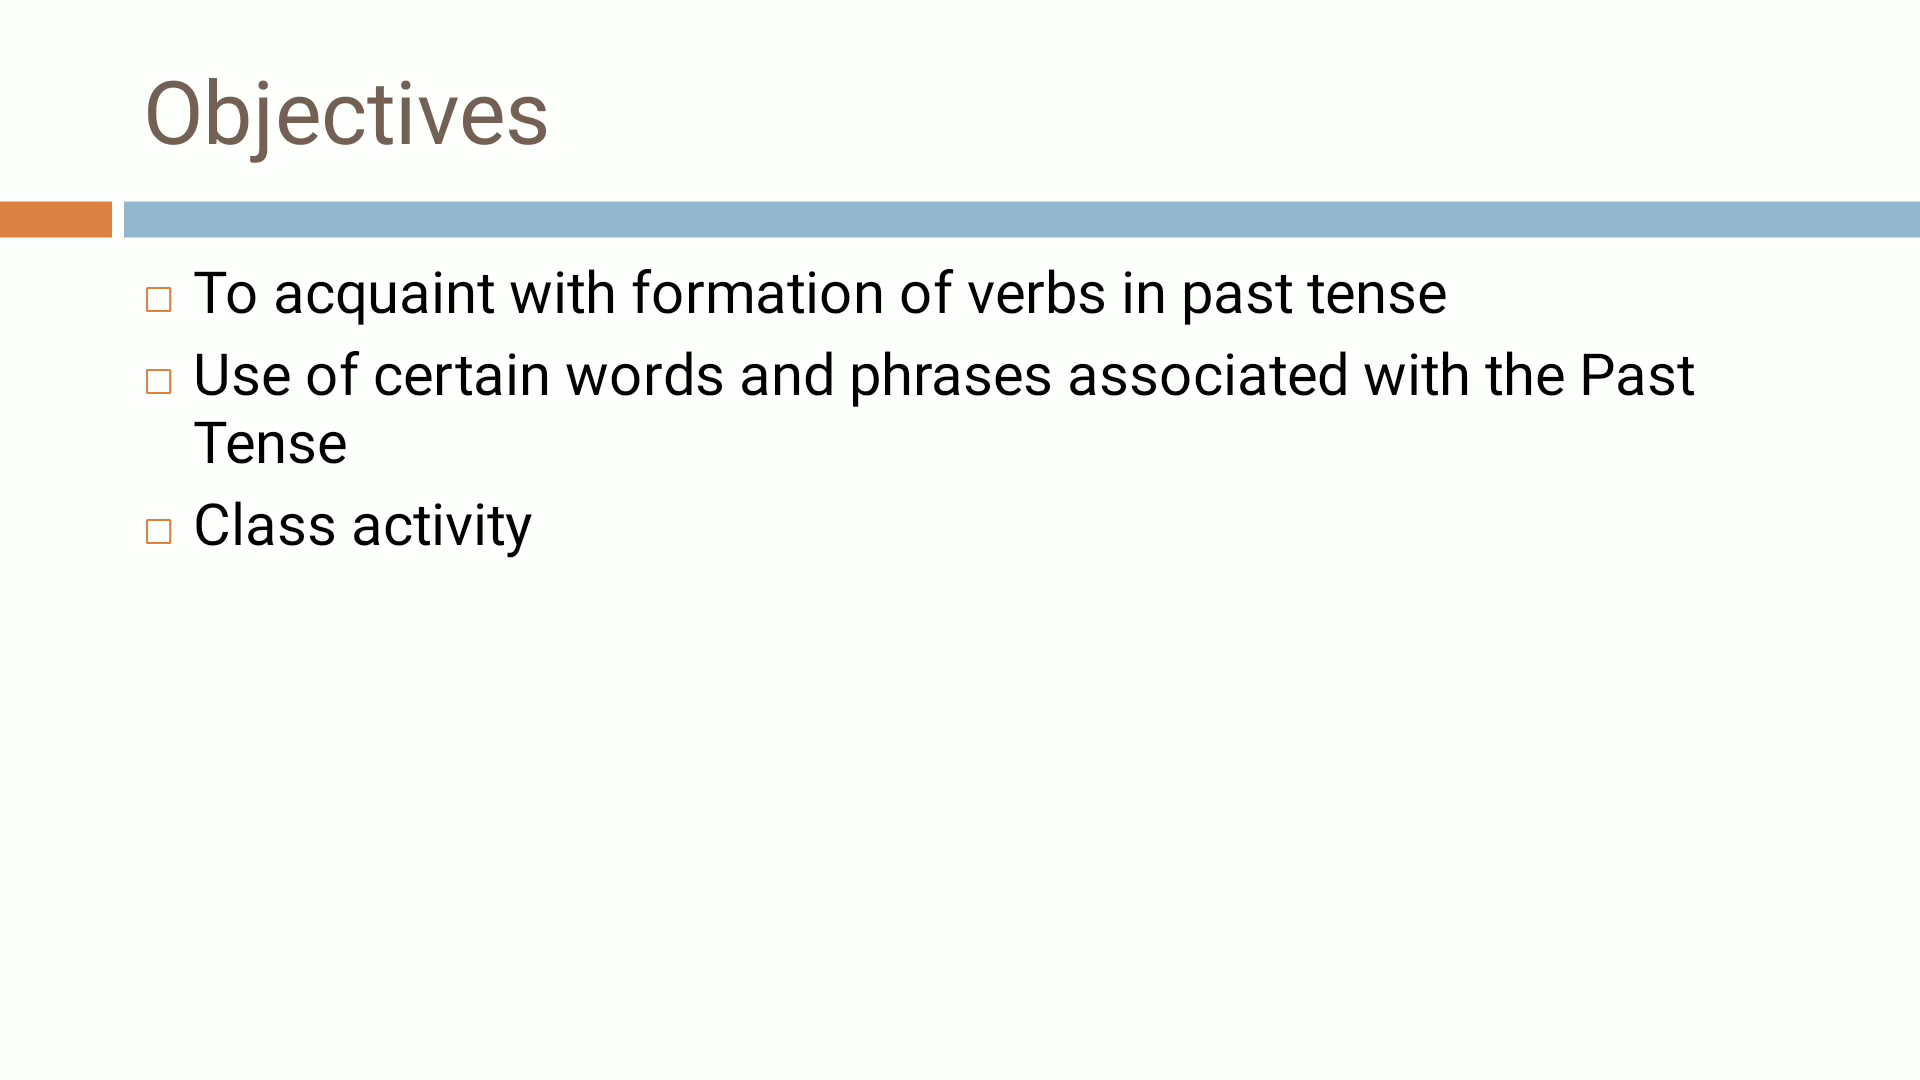 Objectives
To acquaint with formation of verbs in past tense
Use of certain words and phrases associated with the Past
Tense
Class activity